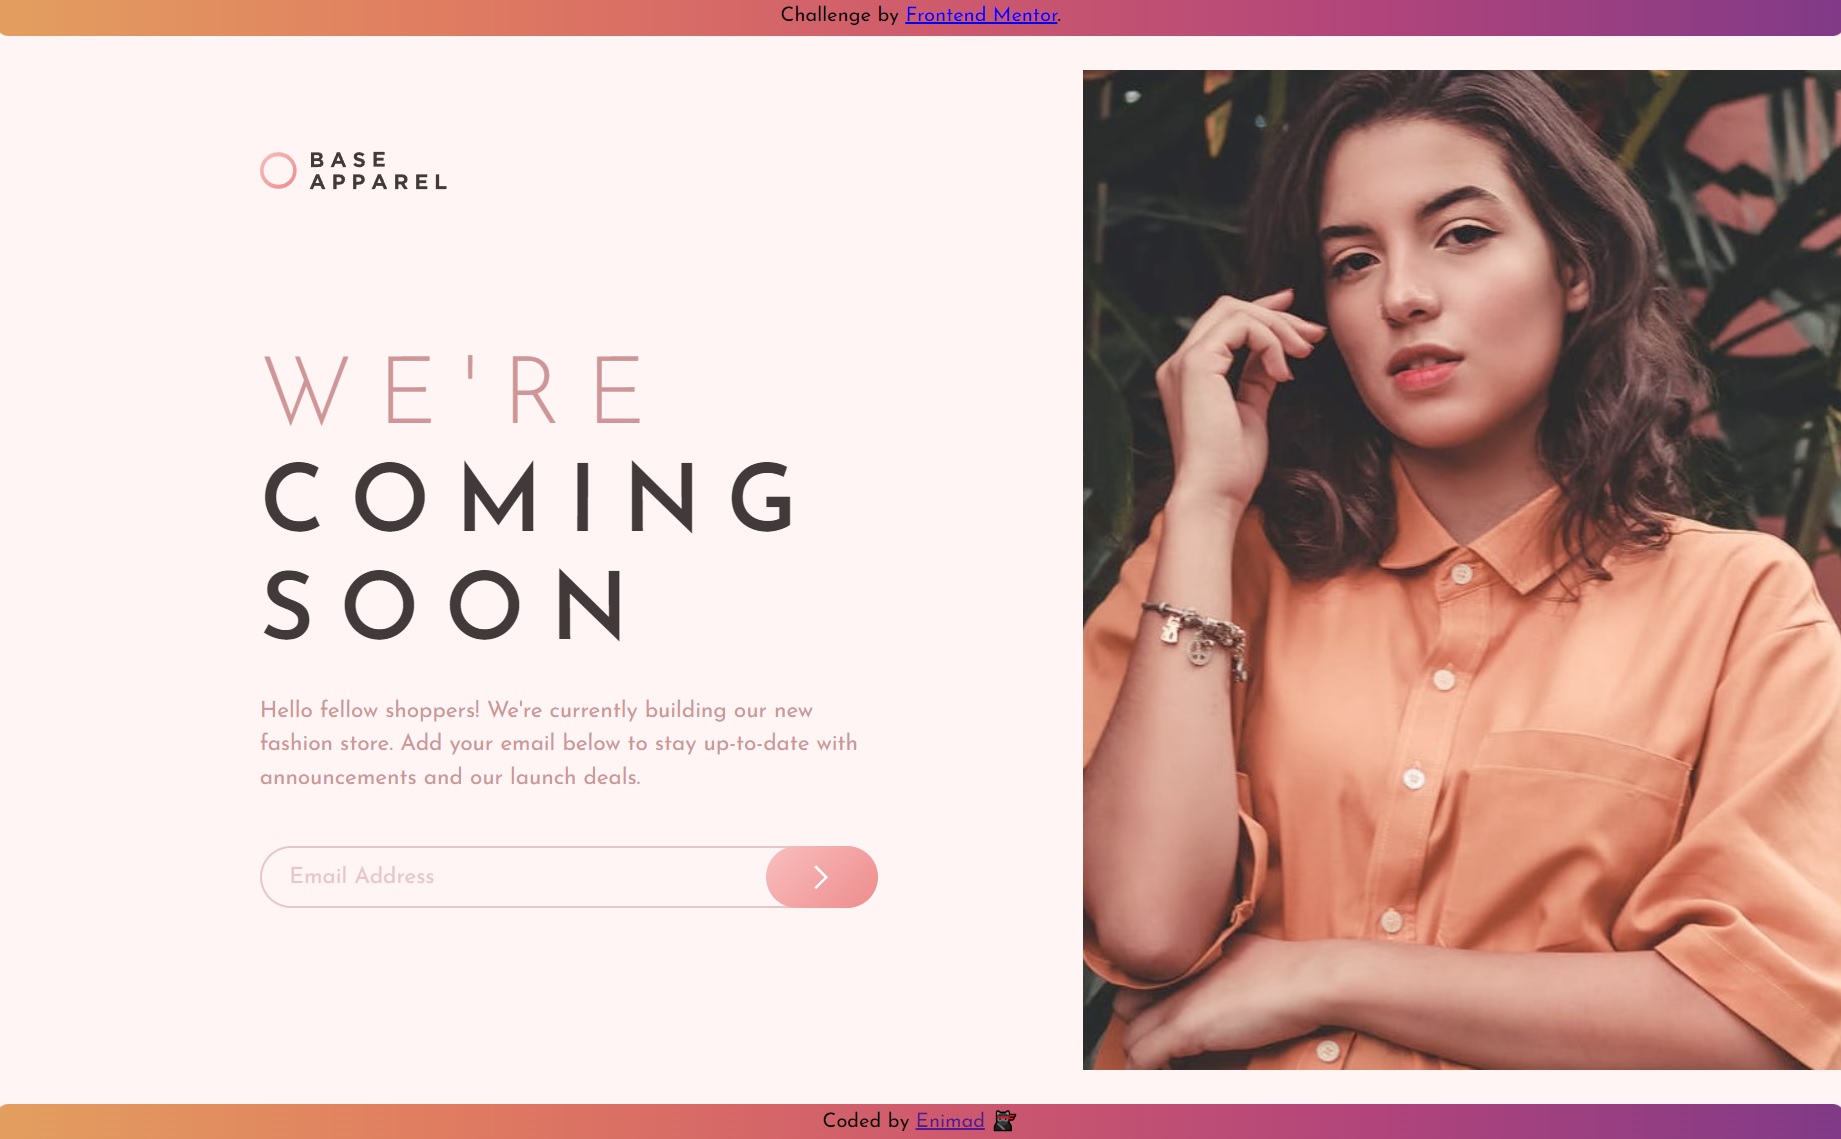 Challenge by Frontend Mentor.
BASE
APPAREL
WE'RE
COMING
SOON
Hello fellow shoppers! We're currently building our new
fashion store. Add your email below to stay up-to-date with
announcements and our launch deals.
Email Address
Coded by Enimad